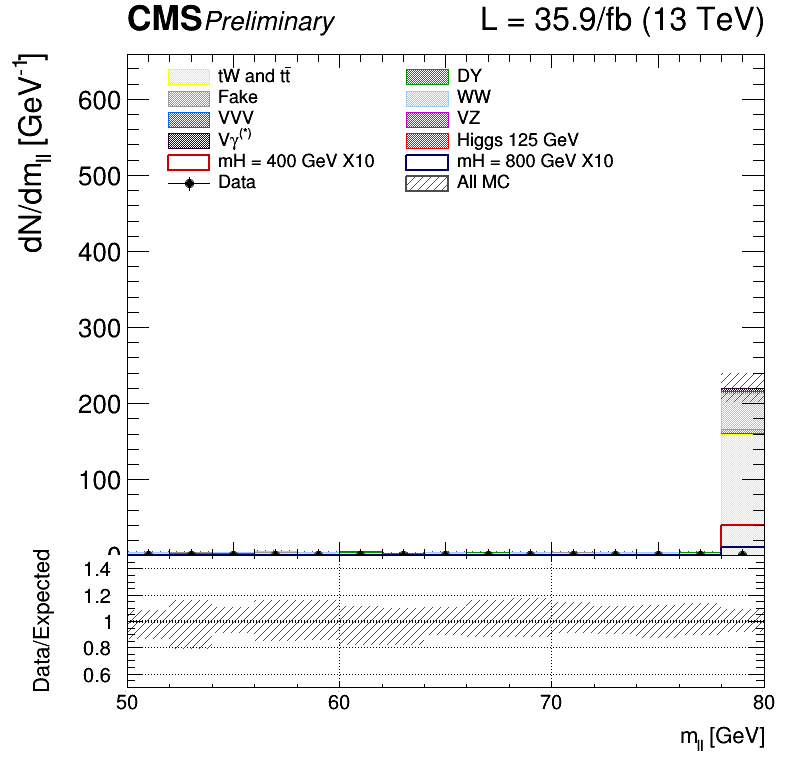 CMS Preliminary L = 35.9/fb (13 TeV)
dN/dm_ll [GeV⁻¹]
tW and tt̄ DY
Fake WW
VVV VZ
Vγ⁽*⁾ Higgs 125 GeV
mH = 400 GeV X10 mH = 800 GeV X10
Data All MC
600
500
400
300
200
100
0
Data/Expected
1.4
1.2
1
0.8
0.6
50 60 70 80
m_ll [GeV]